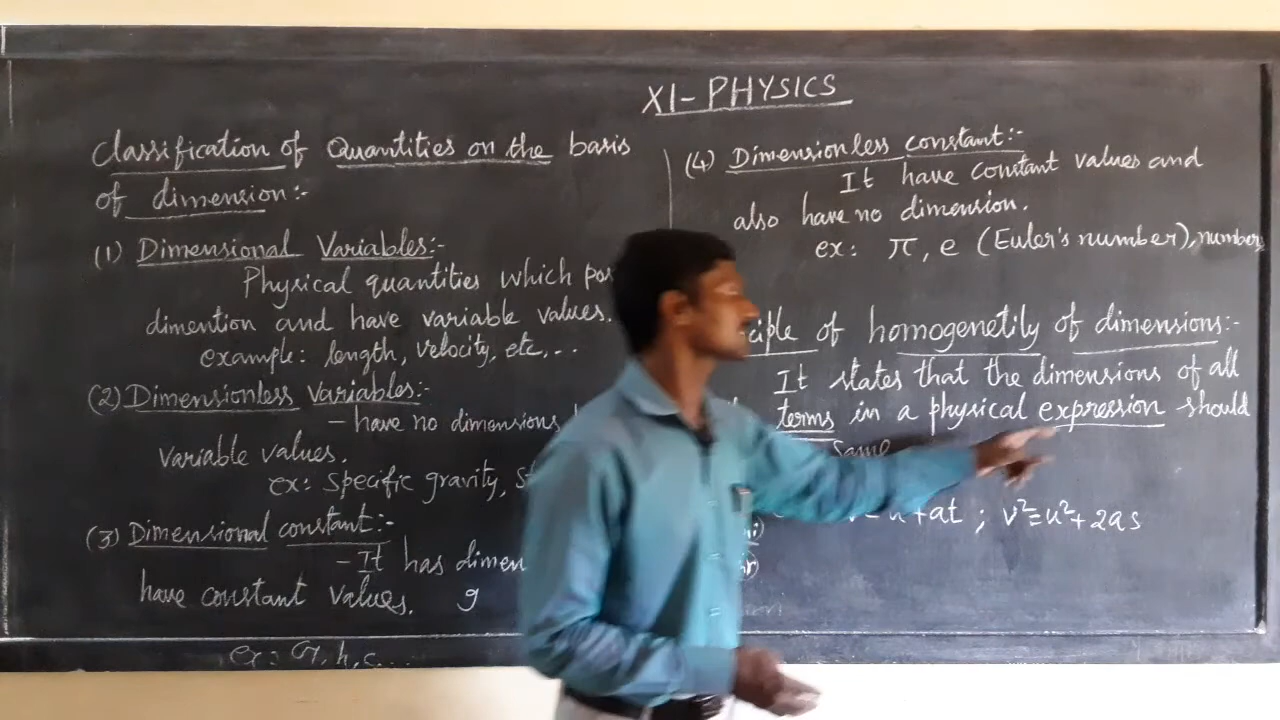 XI-PHYSICS
Classification of Quantities on the basis
of dimension:-
(1) Dimensional Variables:-
Physical quantities which
dimention and have variable values.
example: length, velocity, etc,...
(2) Dimensionless Variables:-
- have no dimensions
variable values.
ex: Specific gravity,
(3) Dimensional constant:-
- It has
have constant values. g
ex: G, h, c...
(4) Dimensionless constant:-
It have constant values and
also have no dimension.
ex: π, e (Euler's number), number
of homogenetily of dimensions:-
It states that the dimensions of all
terms in a physical expression should
same
+at ; v²=u²+2as